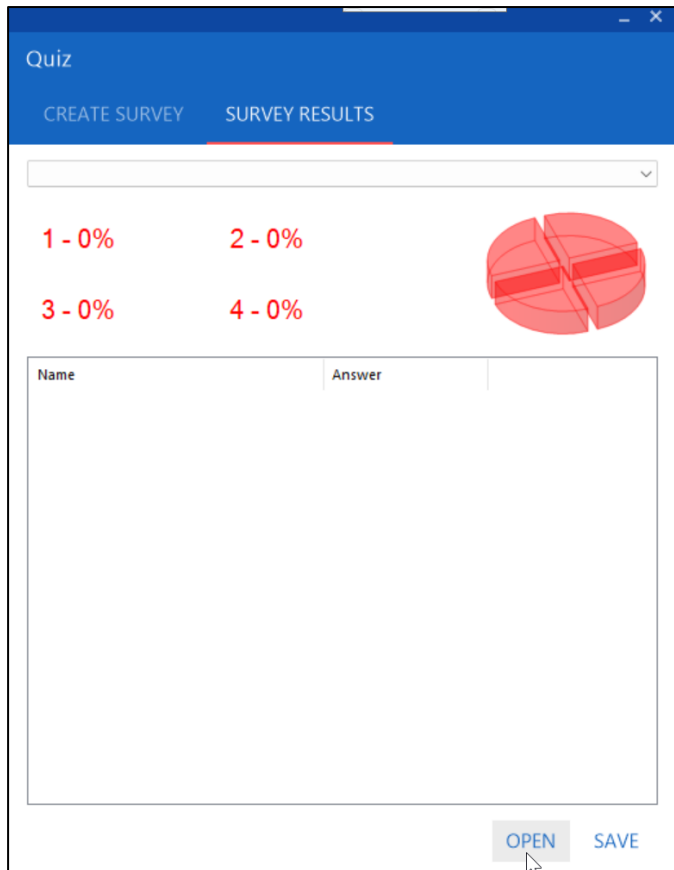 Quiz
CREATE SURVEY SURVEY RESULTS
1 - 0% 2 - 0%
3 - 0% 4 - 0%
Name Answer
OPEN SAVE